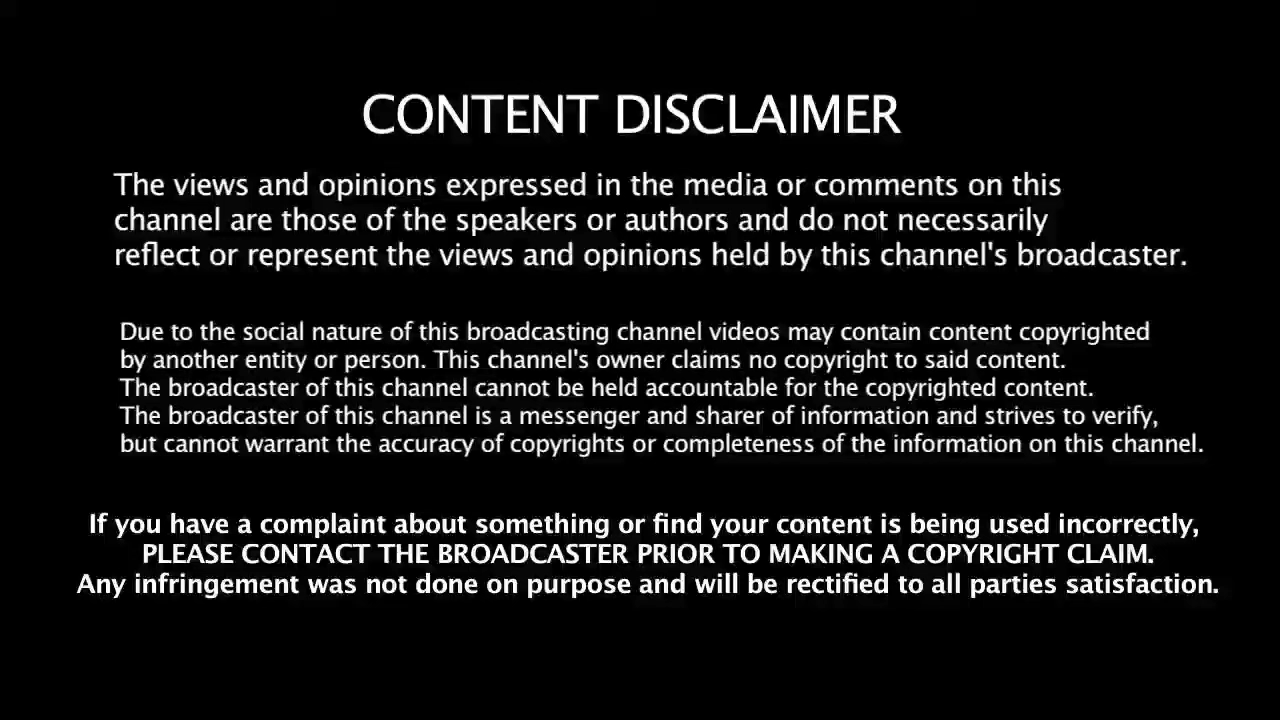 CONTENT DISCLAIMER
The views and opinions expressed in the media or comments on this
channel are those of the speakers or authors and do not necessarily
reflect or represent the views and opinions held by this channel's broadcaster.
Due to the social nature of this broadcasting channel videos may contain content copyrighted
by another entity or person. This channel's owner claims no copyright to said content.
The broadcaster of this channel cannot be held accountable for the copyrighted content.
The broadcaster of this channel is a messenger and sharer of information and strives to verify,
but cannot warrant the accuracy of copyrights or completeness of the information on this channel.
If you have a complaint about something or find your content is being used incorrectly,
PLEASE CONTACT THE BROADCASTER PRIOR TO MAKING A COPYRIGHT CLAIM.
Any infringement was not done on purpose and will be rectified to all parties satisfaction.